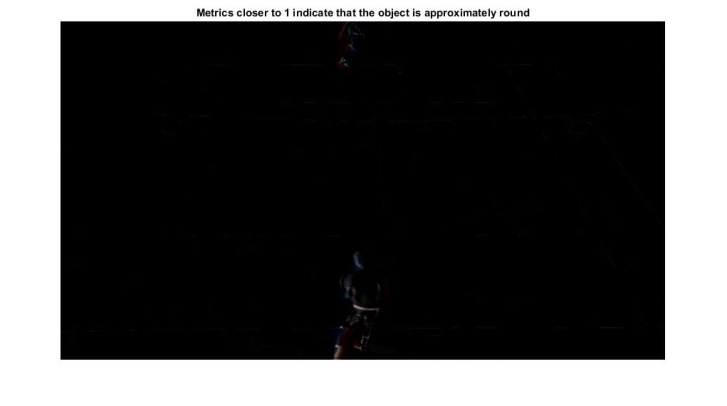 Metrics closer to 1 indicate that the object is approximately round